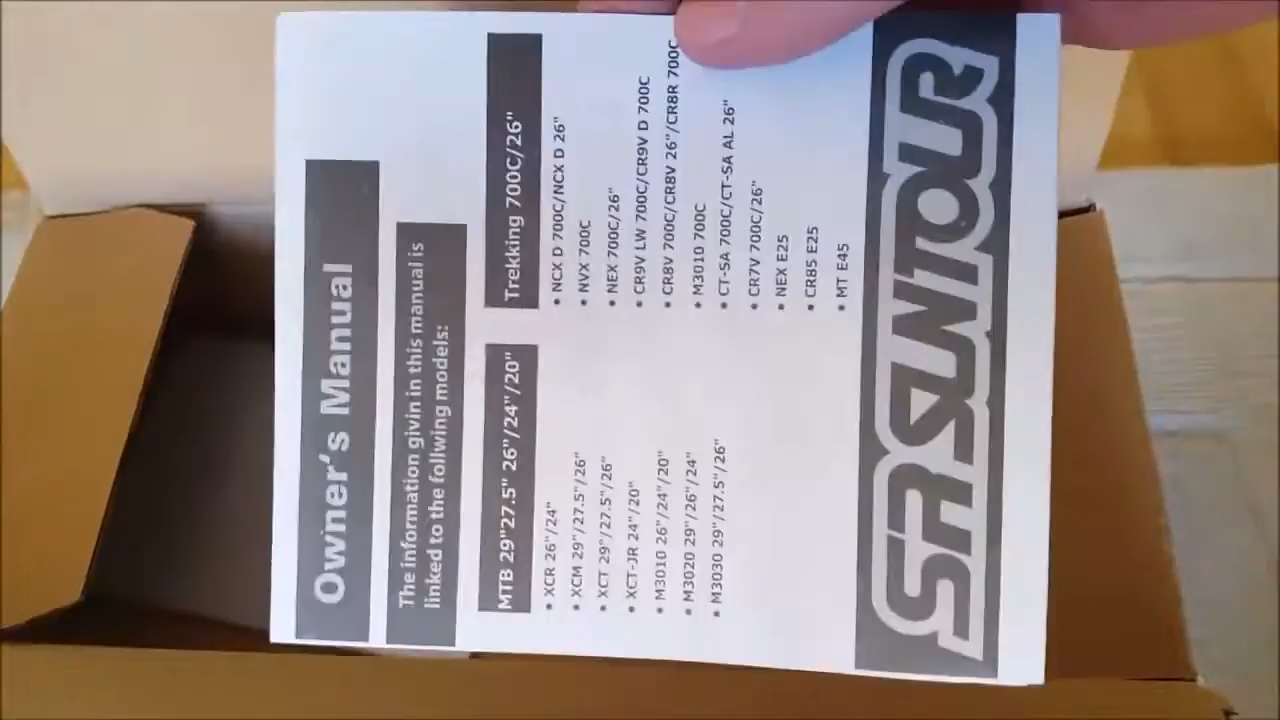 Owner's Manual
The information givin in this manual is
linked to the follwing models:
MTB 29"27.5" 26"/24"/20"
• XCR 26"/24"
• XCM 29"/27.5"/26"
• XCT 29"/27.5"/26"
• XCT-JR 24"/20"
• M3010 26"/24"/20"
• M3020 29"/26"/24"
• M3030 29"/27.5"/26"
Trekking 700C/26"
• NCX D 700C/NCX D 26"
• NVX 700C
• NEX 700C/26"
• CR9V LW 700C/CR9V D 700C
• CR8V 700C/CR8V 26"/CR8R 700C
• M3010 700C
• CT-SA 700C/CT-SA AL 26"
• CR7V 700C/26"
• NEX E25
• CR85 E25
• MT E45
SR SUNTOUR